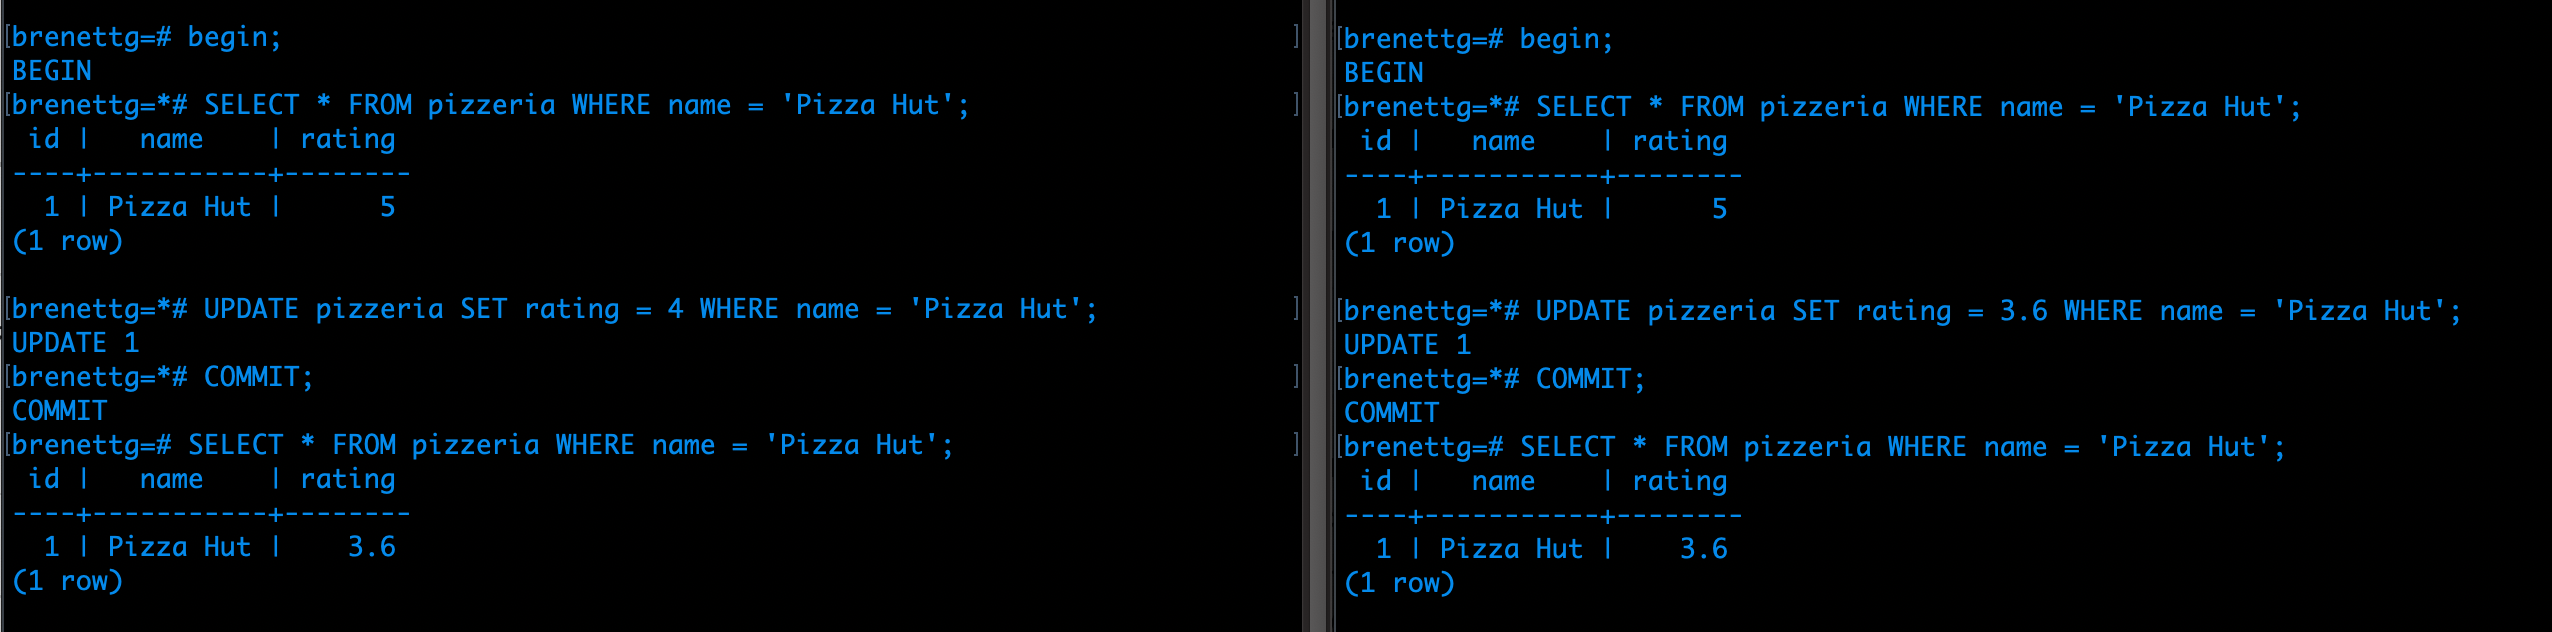 [brenettg=# begin; ]
BEGIN
[brenettg=*# SELECT * FROM pizzeria WHERE name = 'Pizza Hut'; ]
 id |   name    | rating
----+-----------+--------
  1 | Pizza Hut |      5
(1 row)

[brenettg=*# UPDATE pizzeria SET rating = 4 WHERE name = 'Pizza Hut'; ]
UPDATE 1
[brenettg=*# COMMIT; ]
COMMIT
[brenettg=# SELECT * FROM pizzeria WHERE name = 'Pizza Hut'; ]
 id |   name    | rating
----+-----------+--------
  1 | Pizza Hut |    3.6
(1 row)

[brenettg=# begin;
BEGIN
[brenettg=*# SELECT * FROM pizzeria WHERE name = 'Pizza Hut';
 id |   name    | rating
----+-----------+--------
  1 | Pizza Hut |      5
(1 row)

[brenettg=*# UPDATE pizzeria SET rating = 3.6 WHERE name = 'Pizza Hut';
UPDATE 1
[brenettg=*# COMMIT;
COMMIT
[brenettg=# SELECT * FROM pizzeria WHERE name = 'Pizza Hut';
 id |   name    | rating
----+-----------+--------
  1 | Pizza Hut |    3.6
(1 row)